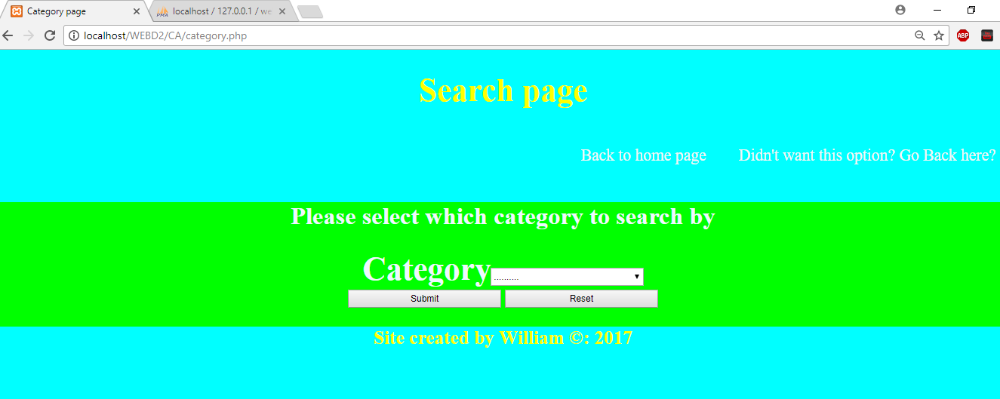 Category page
PMA localhost / 127.0.0.1 / we
localhost/WEBD2/CA/category.php
ABP
Search page
Back to home page Didn't want this option? Go Back here?
Please select which category to search by
Category ..........
Submit Reset
Site created by William ©: 2017